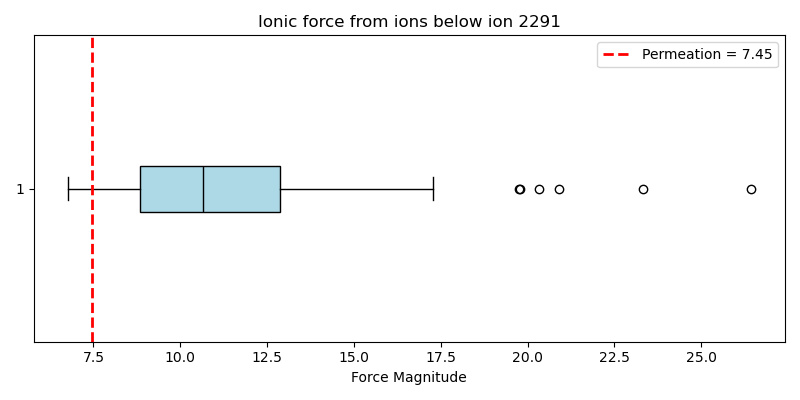 Ionic force from ions below ion 2291
Permeation = 7.45
1
7.5 10.0 12.5 15.0 17.5 20.0 22.5 25.0
Force Magnitude